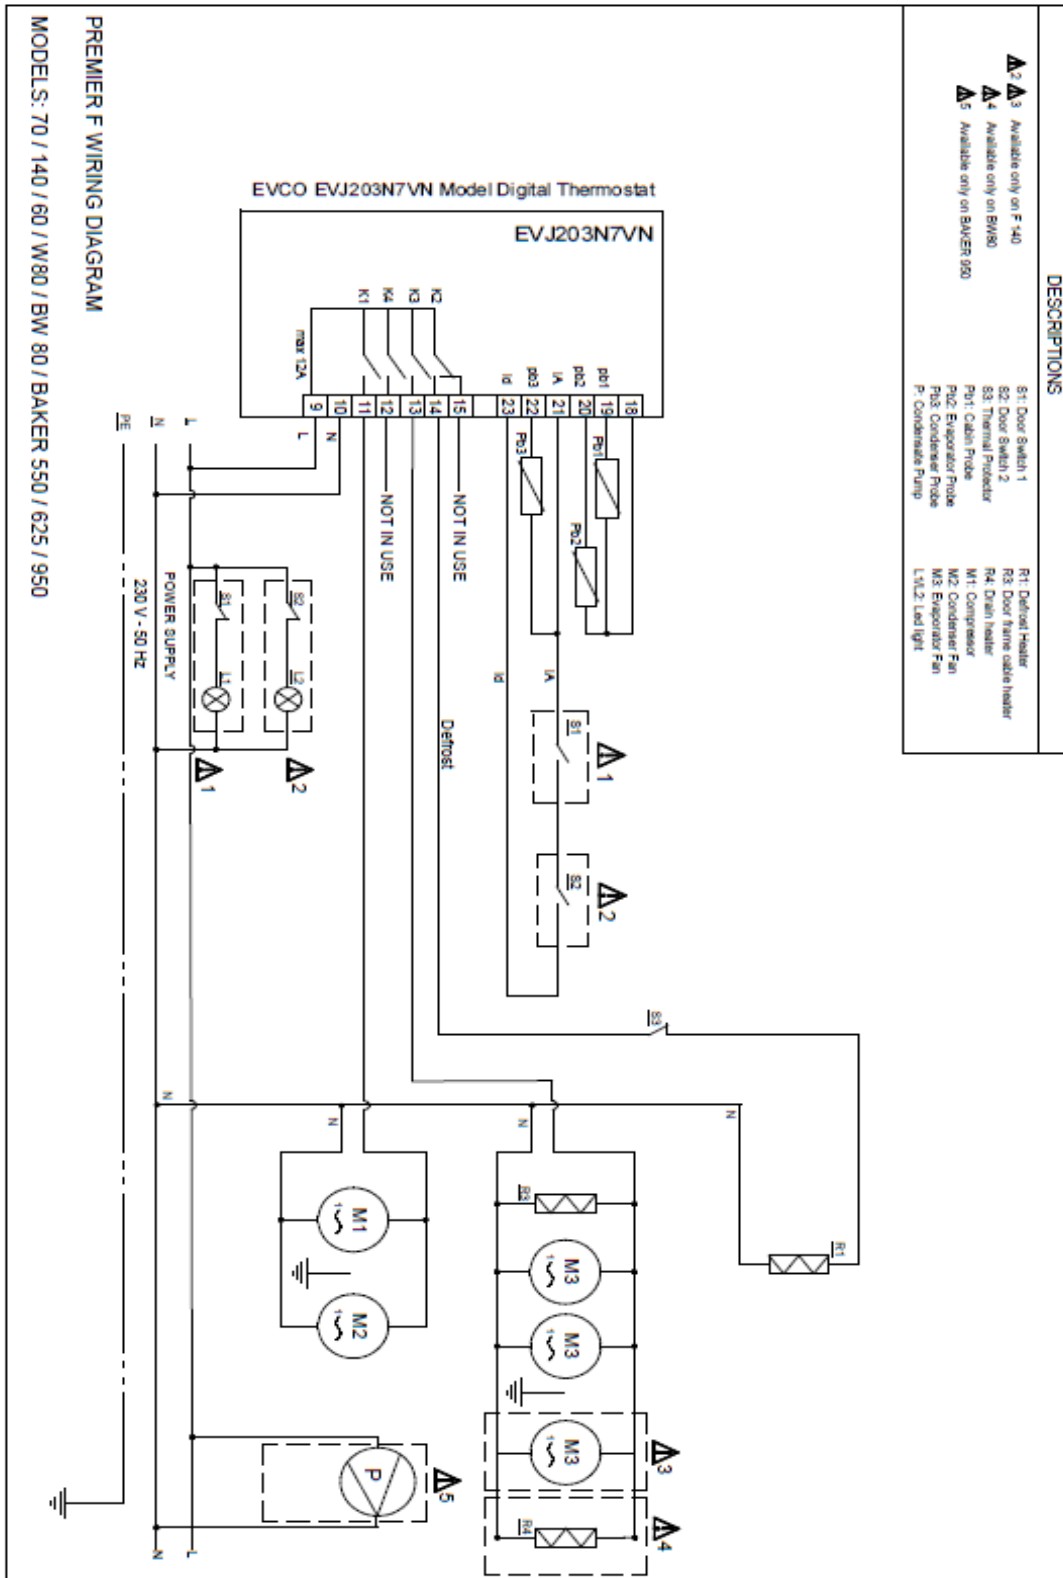 DESCRIPTIONS
⚠2 ⚠3 Available only on F 140
⚠4 Available only on BW80
⚠5 Available only on BAKER 950
S1: Door Switch 1
S2: Door Switch 2
S3: Thermal Protector
Pb1: Cabin Probe
Pb2: Evaporator Probe
Pb3: Condenser Probe
P: Condensate Pump
R1: Defrost Heater
R3: Door frame cable heater
R4: Drain heater
M1: Compressor
M2: Condenser Fan
M3: Evaporator Fan
L1/L2: Led light
EVCO EVJ203N7VN Model Digital Thermostat
EVJ203N7VN
K1
K4
K3
K2
max 12A
Id
pb3
IA
pb2
pb1
9
10
11
12
13
14
15
23
22
21
20
19
18
L
N
NOT IN USE
NOT IN USE
Pb3
Pb1
Pb2
Id
IA
S1
1
S2
2
Defrost
S3
L
N
PE
POWER SUPPLY
230 V - 50 Hz
S1
L1
S2
L2
1
2
N
N
N
N
R1
R3
M3
1
M3
1
M3
1
3
R4
4
M1
1
M2
1
P
5
L
N
PREMIER F WIRING DIAGRAM
MODELS: 70 / 140 / 60 / W80 / BW 80 / BAKER 550 / 625 / 950